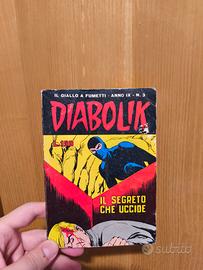 IL GIALLO A FUMETTI - ANNO IX - N. 3
DIABOLIK
IL SEGRETO
CHE UCCIDE
subito